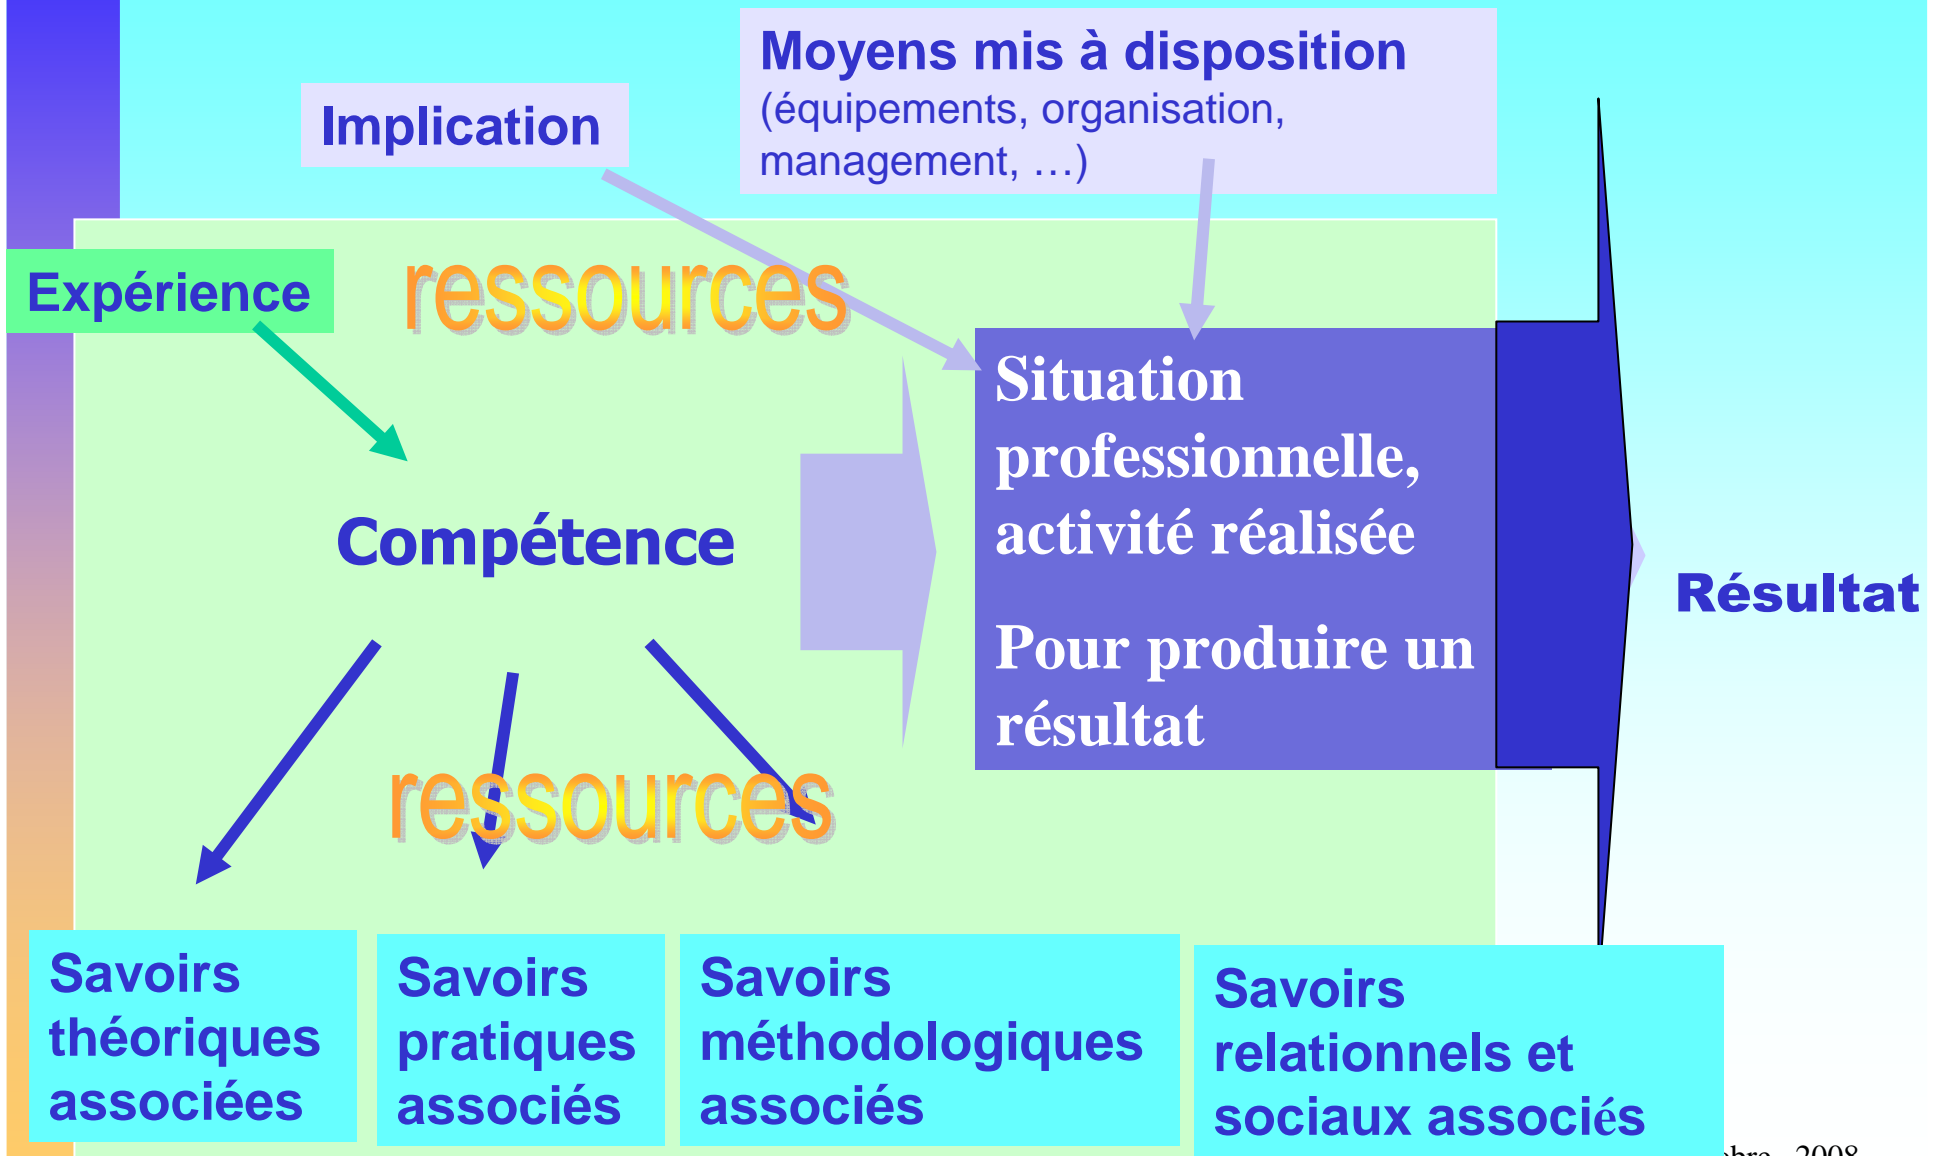 Moyens mis à disposition
(équipements, organisation,
management, …)
Implication
Expérience
ressources
Situation
professionnelle,
activité réalisée
Pour produire un
résultat
Compétence
Résultat
ressources
Savoirs
théoriques
associées
Savoirs
pratiques
associés
Savoirs
méthodologiques
associés
Savoirs
relationnels et
sociaux associés
2008